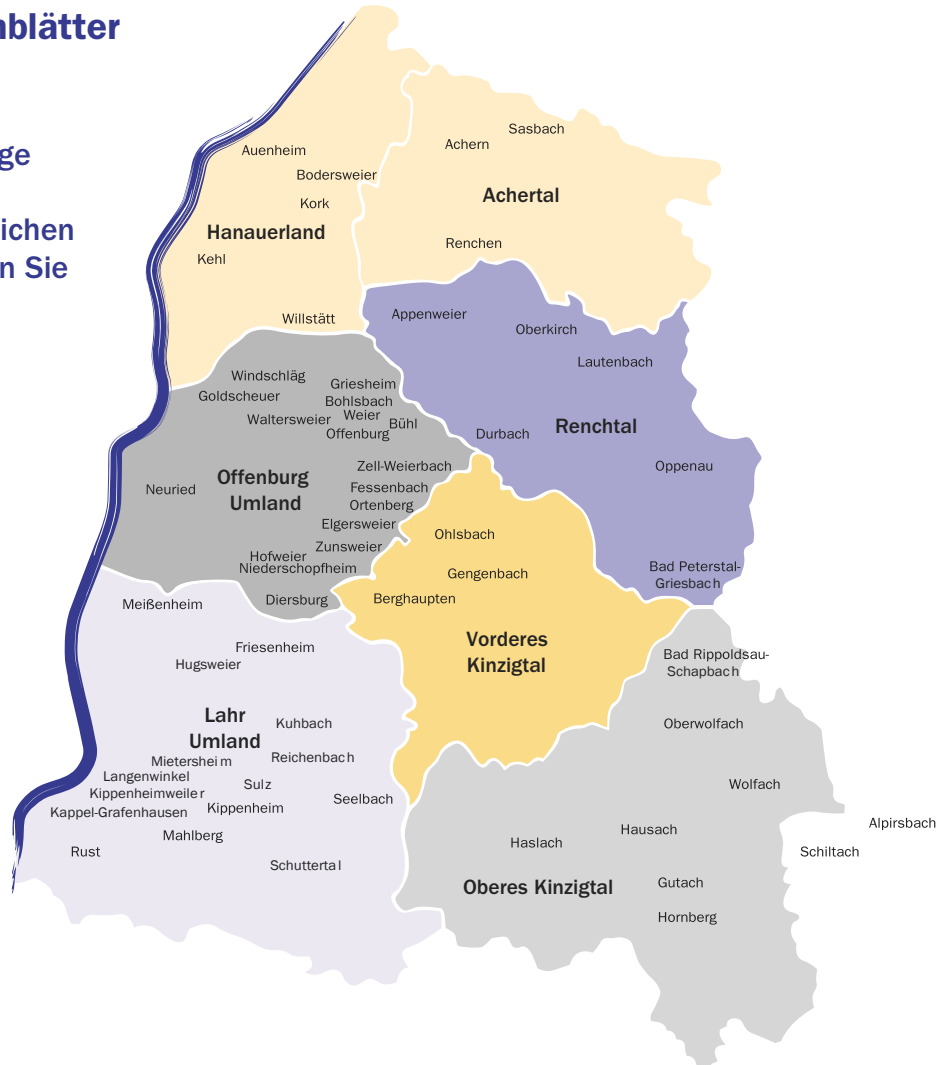 nblätter
ge
ichen
n Sie
Auenheim
Bodersweier
Kork
Hanauerland
Kehl
Willstätt
Sasbach
Achern
Achertal
Renchen
Appenweier
Oberkirch
Lautenbach
Renchtal
Durbach
Oppenau
Bad Peterstal-
Griesbach
Windschläg
Griesheim
Goldscheuer
Bohlsbach
Weier
Waltersweier
Bühl
Offenburg
Zell-Weierbach
Offenburg
Umland
Neuried
Fessenbach
Ortenberg
Elgersweier
Zunsweier
Hofweier
Niederschopfheim
Diersburg
Ohlsbach
Gengenbach
Berghaupten
Vorderes
Kinzigtal
Meißenheim
Friesenheim
Hugsweier
Lahr
Umland
Kuhbach
Mietersheim
Reichenbach
Langenwinkel
Sulz
Kippenheimweiler
Seelbach
Kappel-Grafenhausen
Kippenheim
Mahlberg
Rust
Schuttertal
Bad Rippoldsau-
Schapbach
Oberwolfach
Wolfach
Alpirsbach
Hausach
Haslach
Schiltach
Oberes Kinzigtal
Gutach
Hornberg